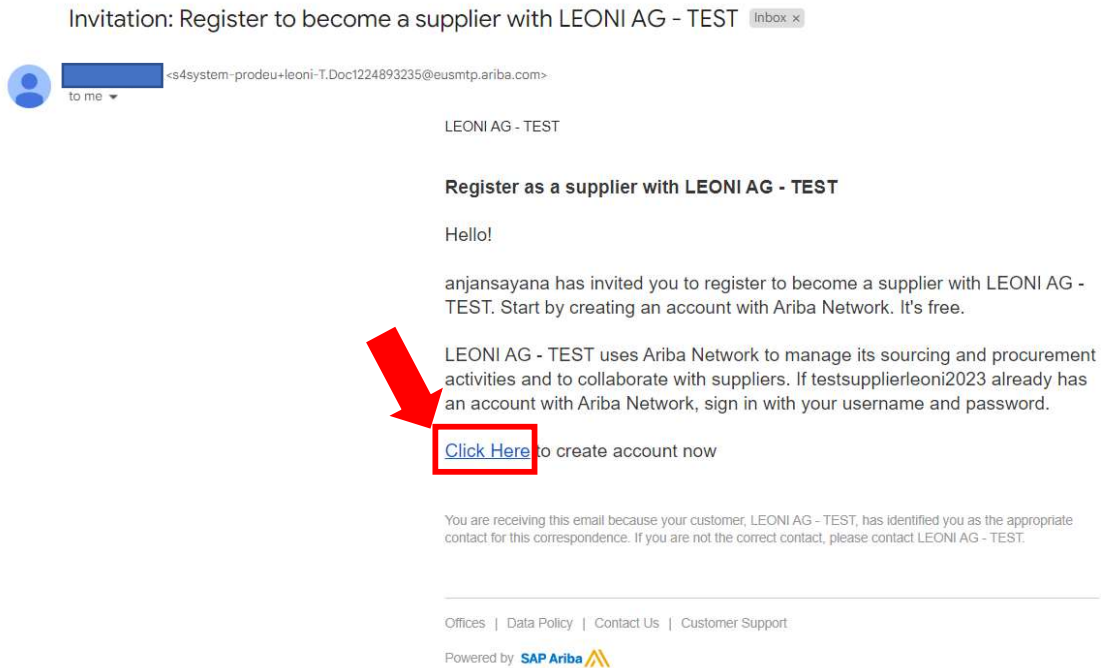 Invitation: Register to become a supplier with LEONI AG - TEST Inbox ×
<s4system-prodeu+leoni-T.Doc1224893235@eusmtp.ariba.com>
to me
LEONI AG - TEST
Register as a supplier with LEONI AG - TEST
Hello!
anjansayana has invited you to register to become a supplier with LEONI AG -
TEST. Start by creating an account with Ariba Network. It's free.
LEONI AG - TEST uses Ariba Network to manage its sourcing and procurement
activities and to collaborate with suppliers. If testsupplierleoni2023 already has
an account with Ariba Network, sign in with your username and password.
Click Here to create account now
You are receiving this email because your customer, LEONI AG - TEST, has identified you as the appropriate
contact for this correspondence. If you are not the correct contact, please contact LEONI AG - TEST.
Offices | Data Policy | Contact Us | Customer Support
Powered by SAP Ariba